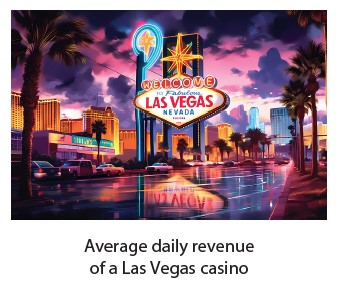 WELCOME
TO Fabulous
LAS VEGAS
NEVADA
Average daily revenue
of a Las Vegas casino